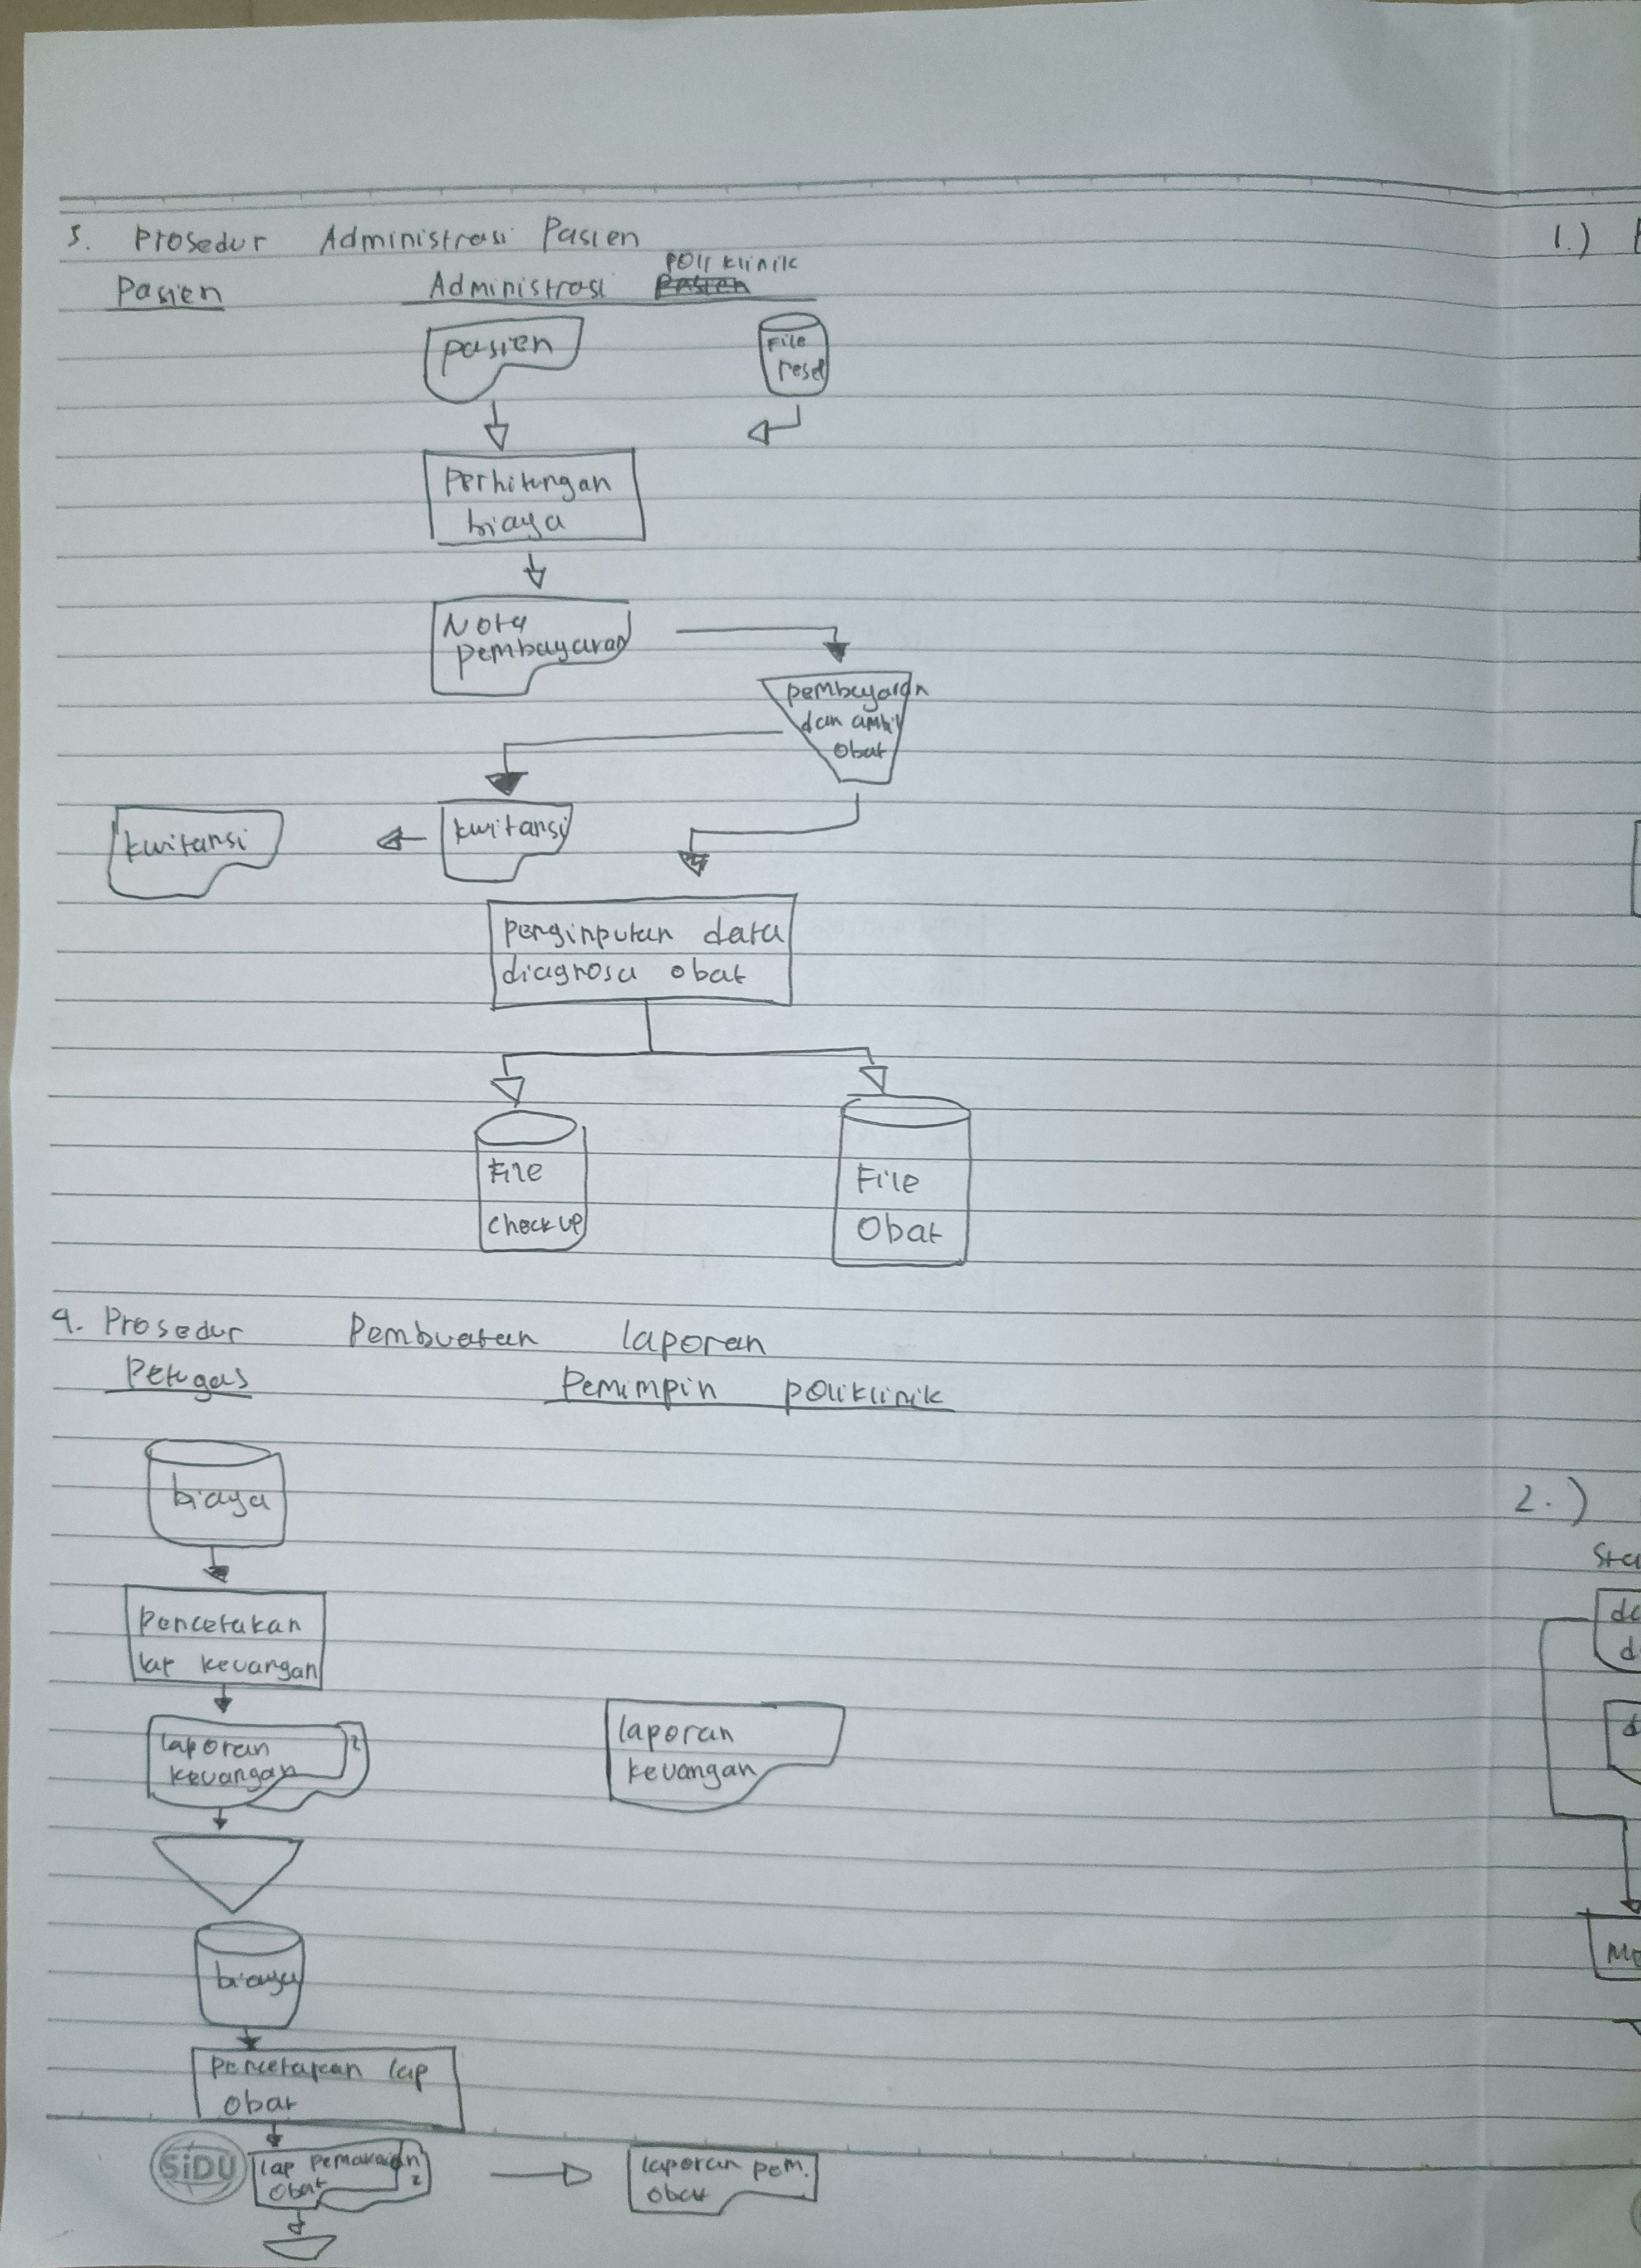 3. Prosedur Administrasi Pasien
1.)
Pasien
Administrasi Poli klinik
pasien
File
resep
Perhitungan
biaya
Nota
pembayaran
pembayaran
dan ambil
obat
kwitansi
kwitansi
penginputan data
diagnosa obat
File
check up
File
Obat
4. Prosedur Pembuatan laporan
Petugas
Pemimpin poliklinik
biaya
2.)
pencetakan
lap keuangan
laporan
keuangan
2
laporan
keuangan
biaya
pencetakan lap
obat
SiDU
lap pemakaian
obat
2
laporan pem.
obat